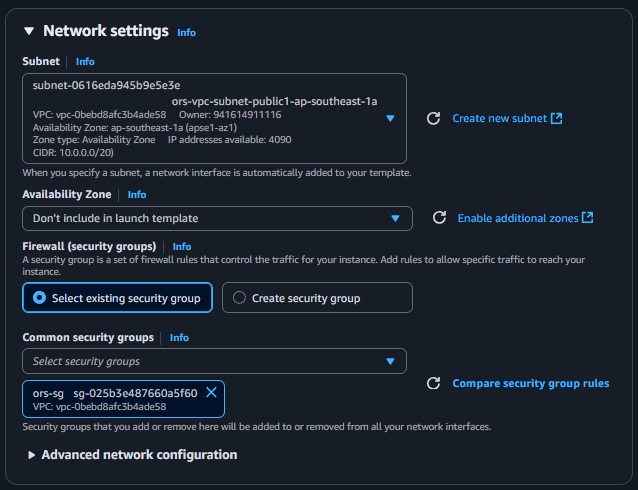 Network settings Info
Subnet Info
subnet-0616eda945b9e5e3e
ors-vpc-subnet-public1-ap-southeast-1a
VPC: vpc-0bebd8afc3b4ade58 Owner: 941614911116
Availability Zone: ap-southeast-1a (apse1-az1)
Zone type: Availability Zone IP addresses available: 4090
CIDR: 10.0.0.0/20)
Create new subnet
When you specify a subnet, a network interface is automatically added to your template.
Availability Zone Info
Don't include in launch template
Enable additional zones
Firewall (security groups) Info
A security group is a set of firewall rules that control the traffic for your instance. Add rules to allow specific traffic to reach your
instance.
Select existing security group Create security group
Common security groups Info
Select security groups
ors-sg sg-025b3e487660a5f60
VPC: vpc-0bebd8afc3b4ade58
Compare security group rules
Security groups that you add or remove here will be added to or removed from all your network interfaces.
Advanced network configuration